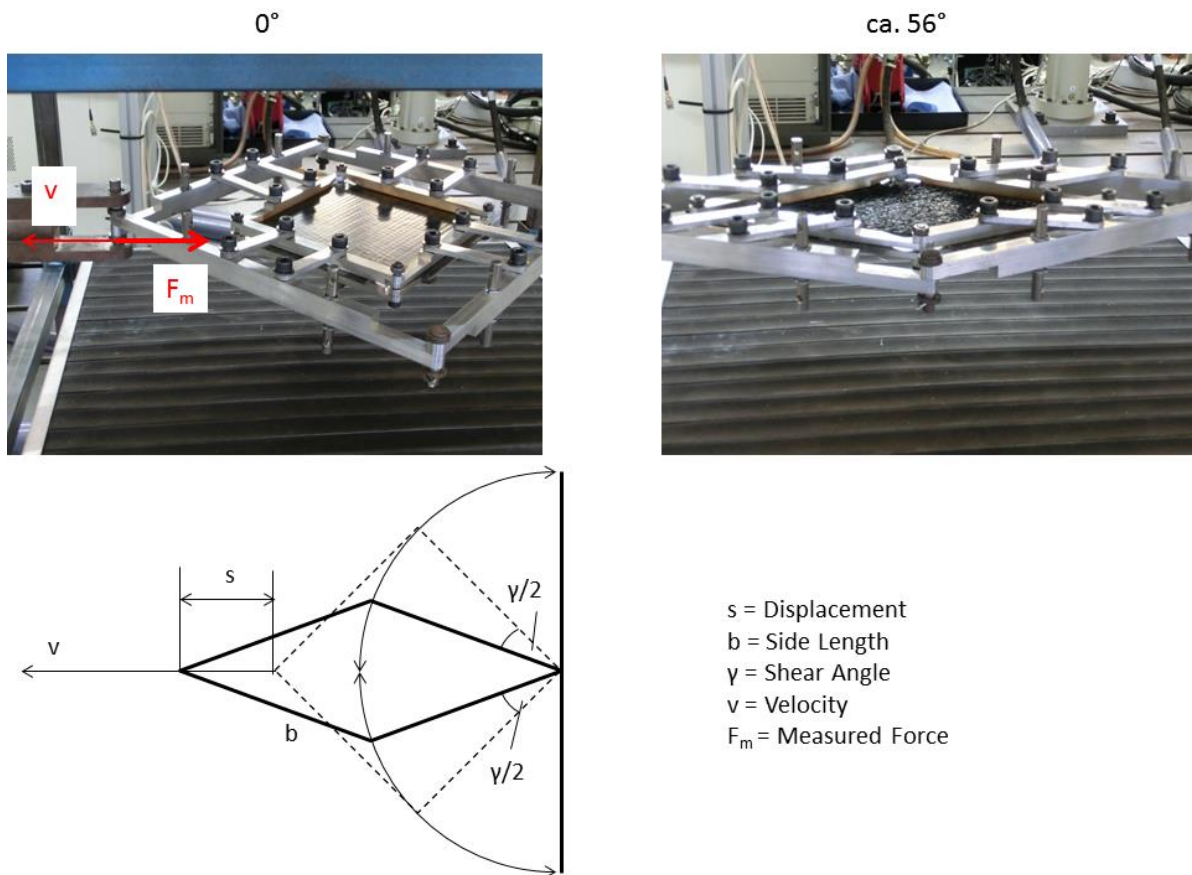 0°
ca. 56°
v
Fm
s
v
b
γ/2
γ/2
s = Displacement
b = Side Length
γ = Shear Angle
v = Velocity
Fm = Measured Force